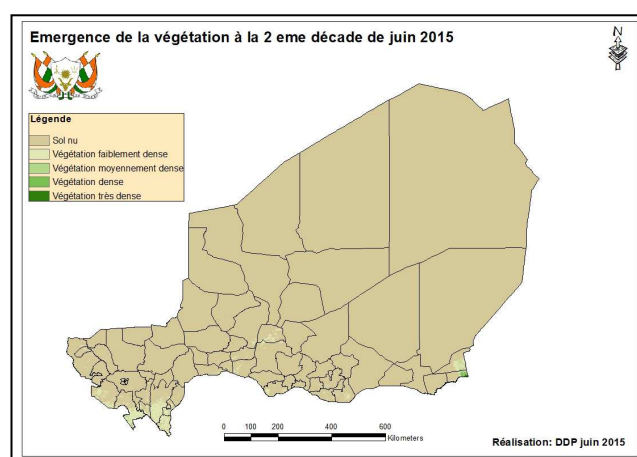 Emergence de la végétation à la 2 eme décade de juin 2015
N
Légende
Sol nu
Végétation faiblement dense
Végétation moyennement dense
Végétation dense
Végétation très dense
0 100 200 400 600
Kilometers
Réalisation: DDP juin 2015